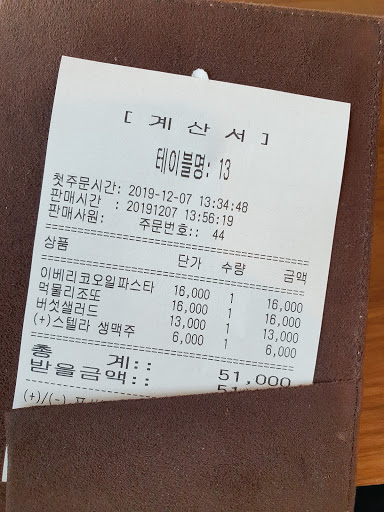 [ 계 산 서 ]
테이블명: 13
첫주문시간: 2019-12-07 13:34:48
판매시간 : 20191207 13:56:19
판매사원: 주문번호:: 44
상품 단가 수량 금액
이베리코오일파스타 16,000 1 16,000
먹물리조또 16,000 1 16,000
버섯샐러드 13,000 1 13,000
(+)스텔라 생맥주 6,000 1 6,000
총 계:: 51,000
받을금액::